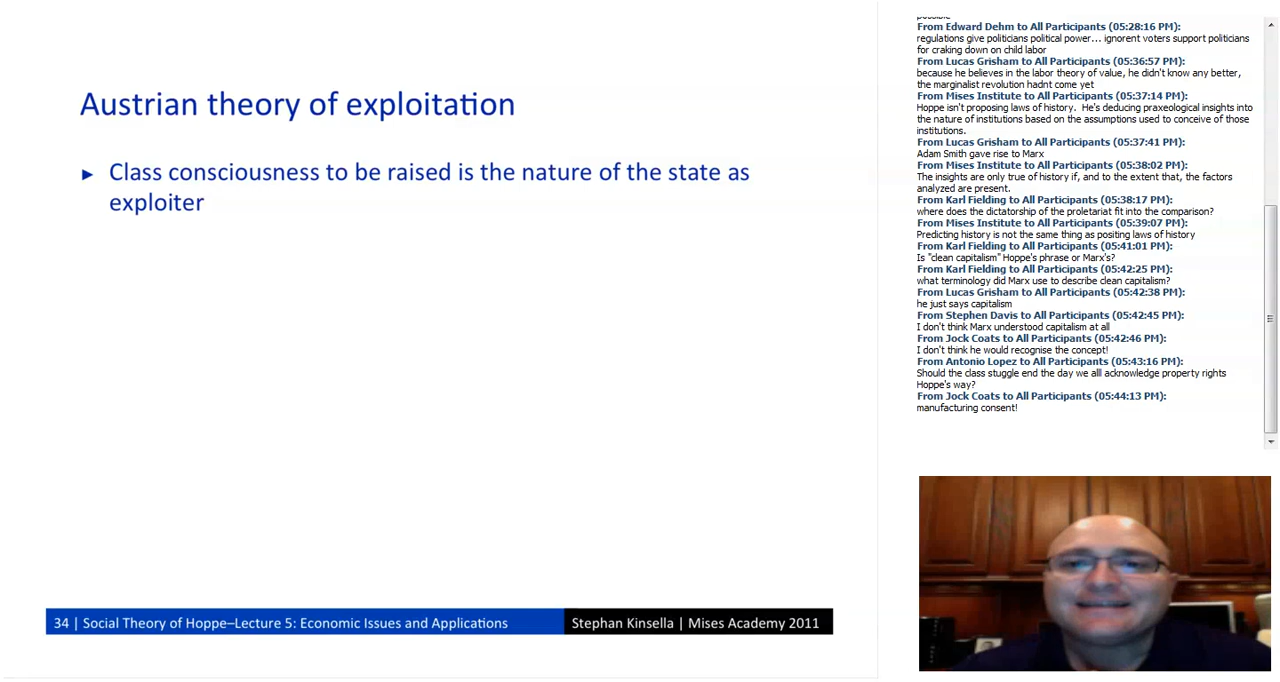 Austrian theory of exploitation
► Class consciousness to be raised is the nature of the state as
exploiter
34 | Social Theory of Hoppe–Lecture 5: Economic Issues and Applications
Stephan Kinsella | Mises Academy 2011
possible
From Edward Dehm to All Participants (05:28:16 PM):
regulations give politicians political power... ignorent voters support politicians
for craking down on child labor
From Lucas Grisham to All Participants (05:36:57 PM):
because he believes in the labor theory of value, he didn't know any better,
the marginalist revolution hadnt come yet
From Mises Institute to All Participants (05:37:14 PM):
Hoppe isn't proposing laws of history.  He's deducing praxeological insights into
the nature of institutions based on the assumptions used to conceive of those
institutions.
From Lucas Grisham to All Participants (05:37:41 PM):
Adam Smith gave rise to Marx
From Mises Institute to All Participants (05:38:02 PM):
The insights are only true of history if, and to the extent that, the factors
analyzed are present.
From Karl Fielding to All Participants (05:38:17 PM):
where does the dictatorship of the proletariat fit into the comparison?
From Mises Institute to All Participants (05:39:07 PM):
Predicting history is not the same thing as positing laws of history
From Karl Fielding to All Participants (05:41:01 PM):
Is "clean capitalism" Hoppe's phrase or Marx's?
From Karl Fielding to All Participants (05:42:25 PM):
what terminology did Marx use to describe clean capitalism?
From Lucas Grisham to All Participants (05:42:38 PM):
he just says capitalism
From Stephen Davis to All Participants (05:42:45 PM):
I don't think Marx understood capitalism at all
From Jock Coats to All Participants (05:42:46 PM):
I don't think he would recognise the concept!
From Antonio Lopez to All Participants (05:43:16 PM):
Should the class stuggle end the day we alll acknowledge property rights
Hoppe's way?
From Jock Coats to All Participants (05:44:13 PM):
manufacturing consent!